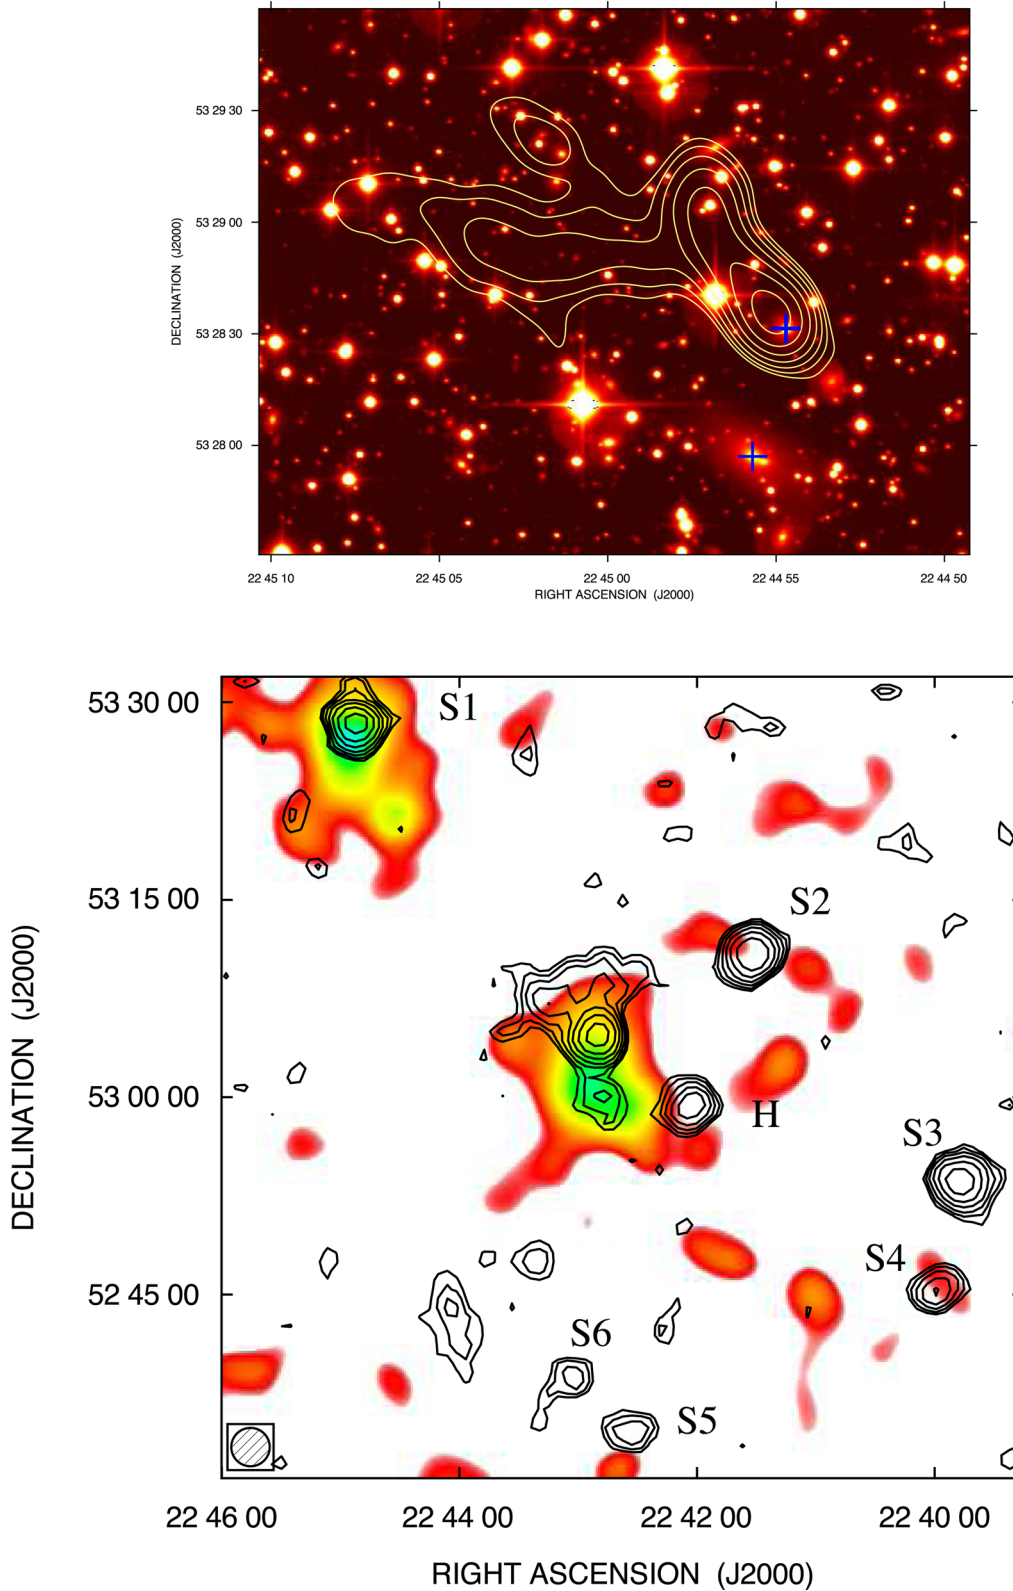 53 29 30
53 29 00
53 28 30
53 28 00
DECLINATION (J2000)
22 45 10 22 45 05 22 45 00 22 44 55 22 44 50
RIGHT ASCENSION (J2000)
53 30 00
53 15 00
53 00 00
52 45 00
DECLINATION (J2000)
S1
S2
H
S3
S4
S6
S5
22 46 00 22 44 00 22 42 00 22 40 00
RIGHT ASCENSION (J2000)